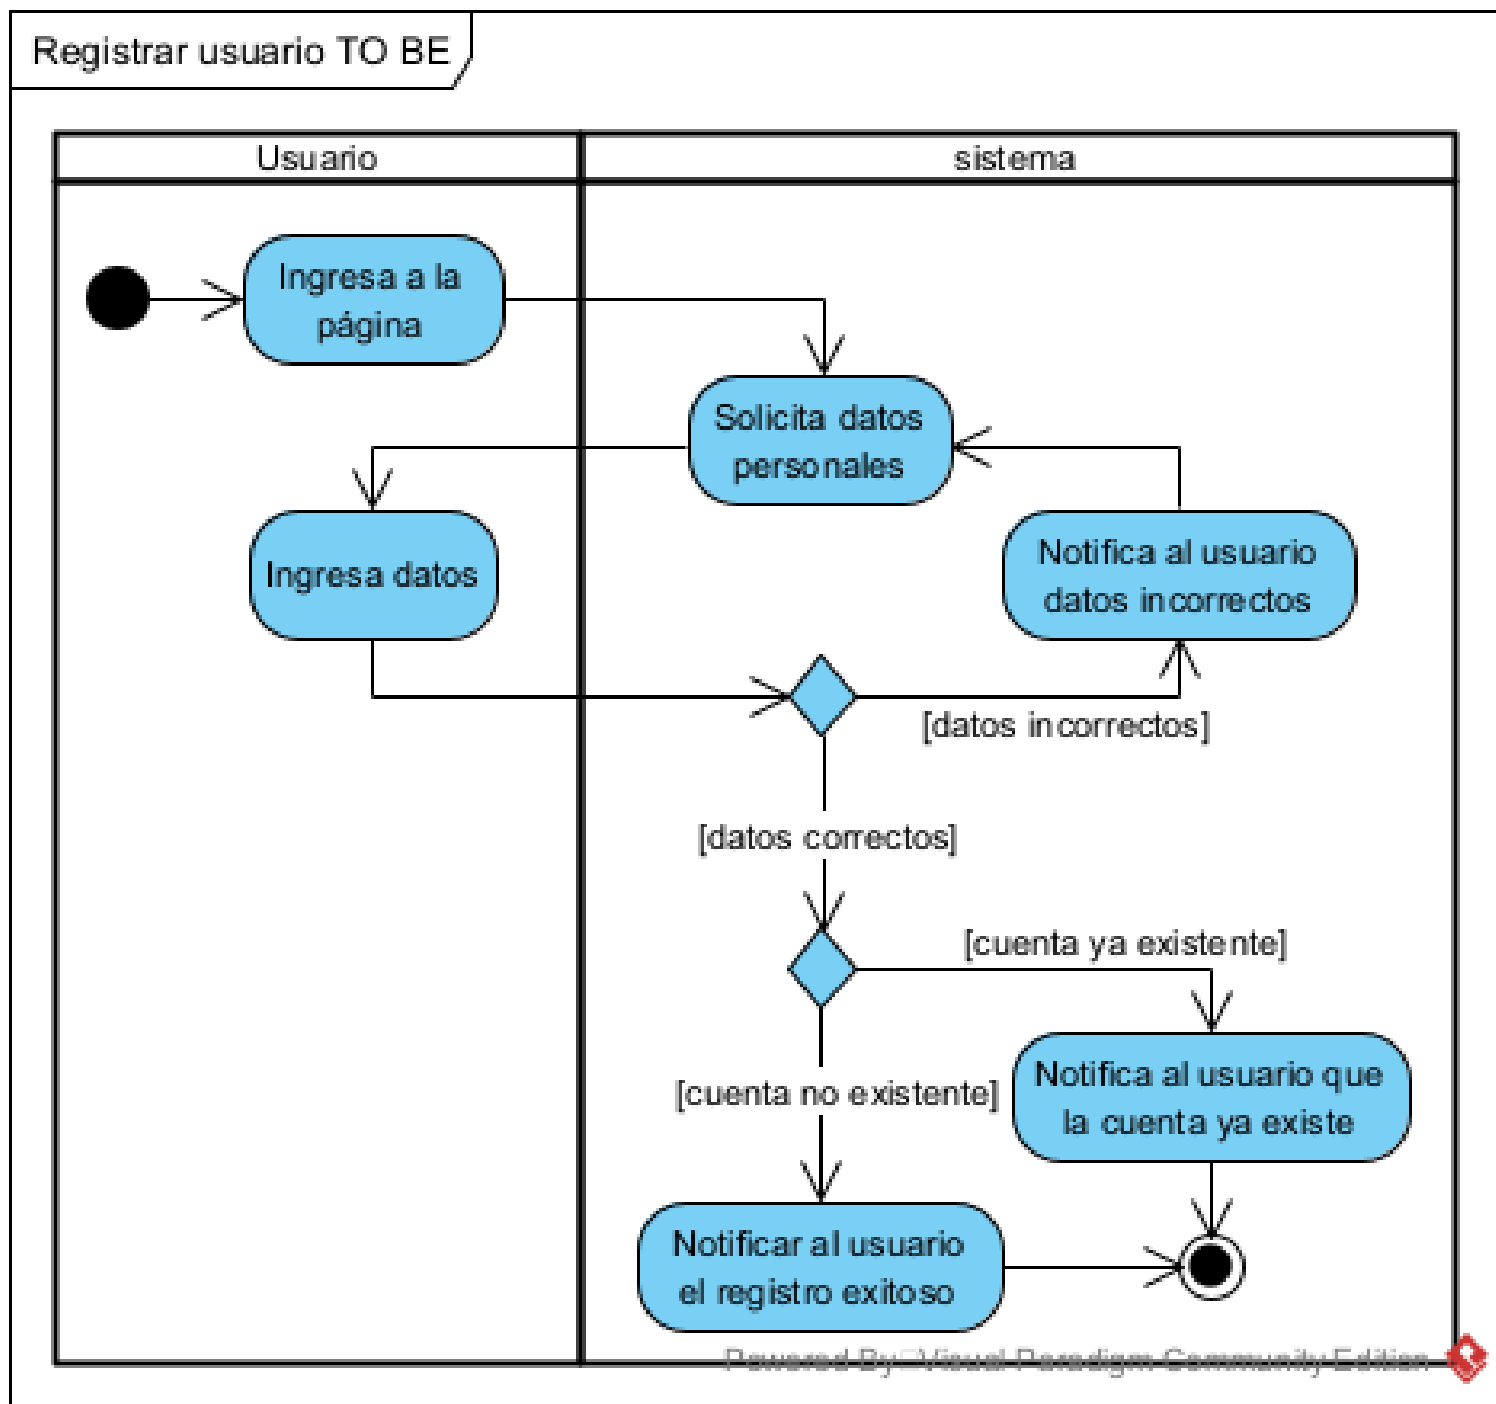 Registrar usuario TO BE
Usuario
sistema
Ingresa a la
página
Solicita datos
personales
Ingresa datos
Notifica al usuario
datos incorrectos
[datos incorrectos]
[datos correctos]
[cuenta ya existente]
[cuenta no existente]
Notifica al usuario que
la cuenta ya existe
Notificar al usuario
el registro exitoso
Powered By Visual Paradigm Community Edition